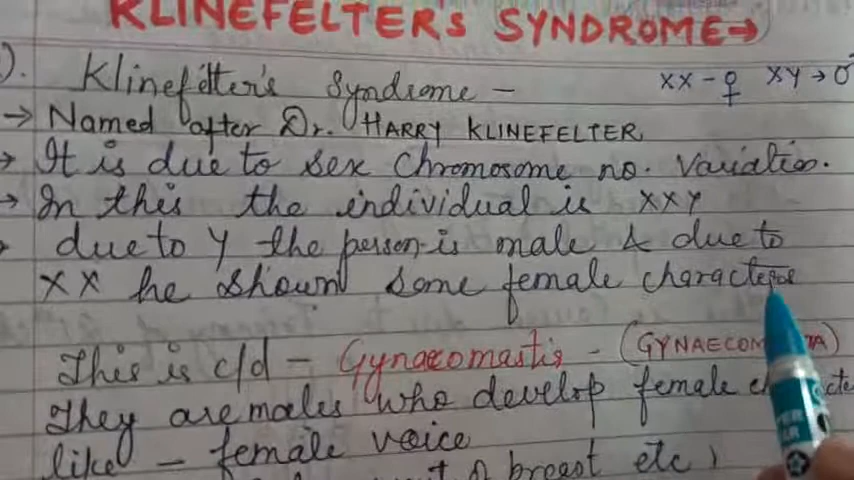 KLINEFELTERS SYNDROME→
). Klinefelter's Syndrome - XX - ♀ XY → ♂
→ Named after Dr. HARRY KLINEFELTER.
→ It is due to sex chromosome no. Variation.
→ In this the individual is XXY
due to Y the person is male & due to
XX he shown some female characters
This is c/d - Gynaecomastia - (GYNAECOM TA)
They are males who develop female
like - female voice
breast etc)